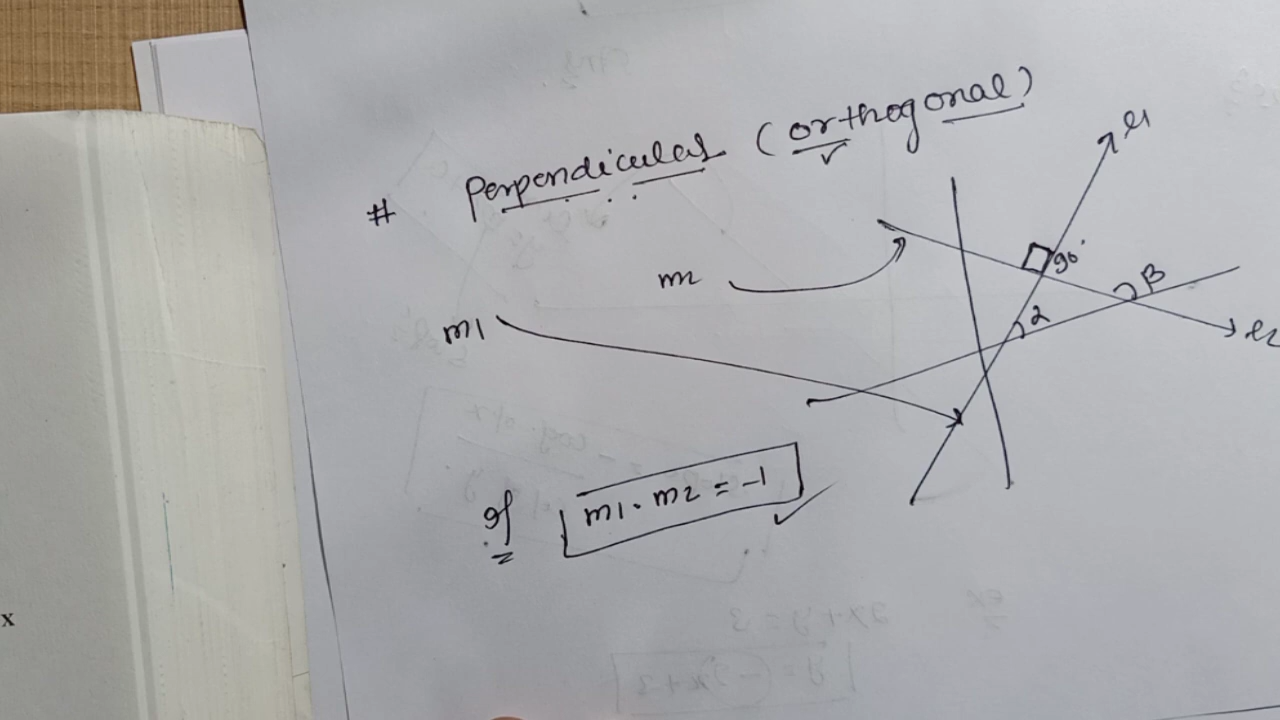 # Perpendicular (orthogonal)
l1
m2
90°
β
m1
α
l2
If m1 . m2 = -1
x